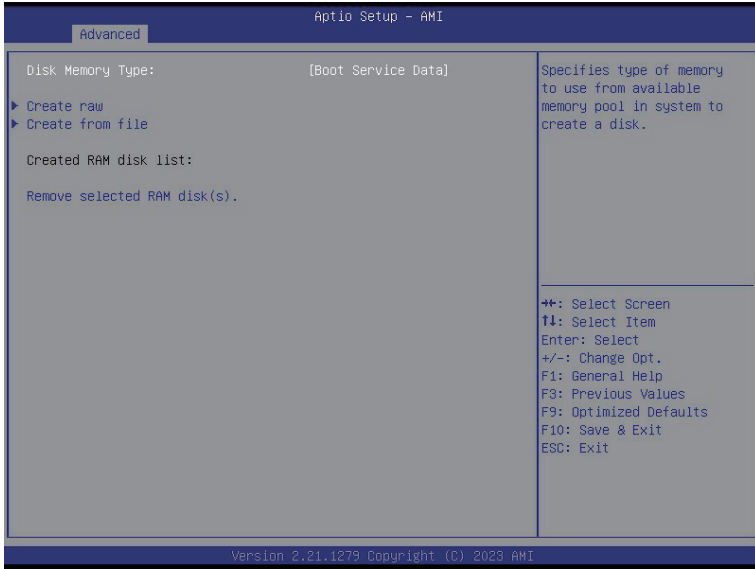 Aptio Setup – AMI
Advanced
Disk Memory Type: [Boot Service Data]
▶ Create raw
▶ Create from file
Created RAM disk list:
Remove selected RAM disk(s).
Specifies type of memory
to use from available
memory pool in system to
create a disk.
→←: Select Screen
↑↓: Select Item
Enter: Select
+/-: Change Opt.
F1: General Help
F3: Previous Values
F9: Optimized Defaults
F10: Save & Exit
ESC: Exit
Version 2.21.1279 Copyright (C) 2023 AMI